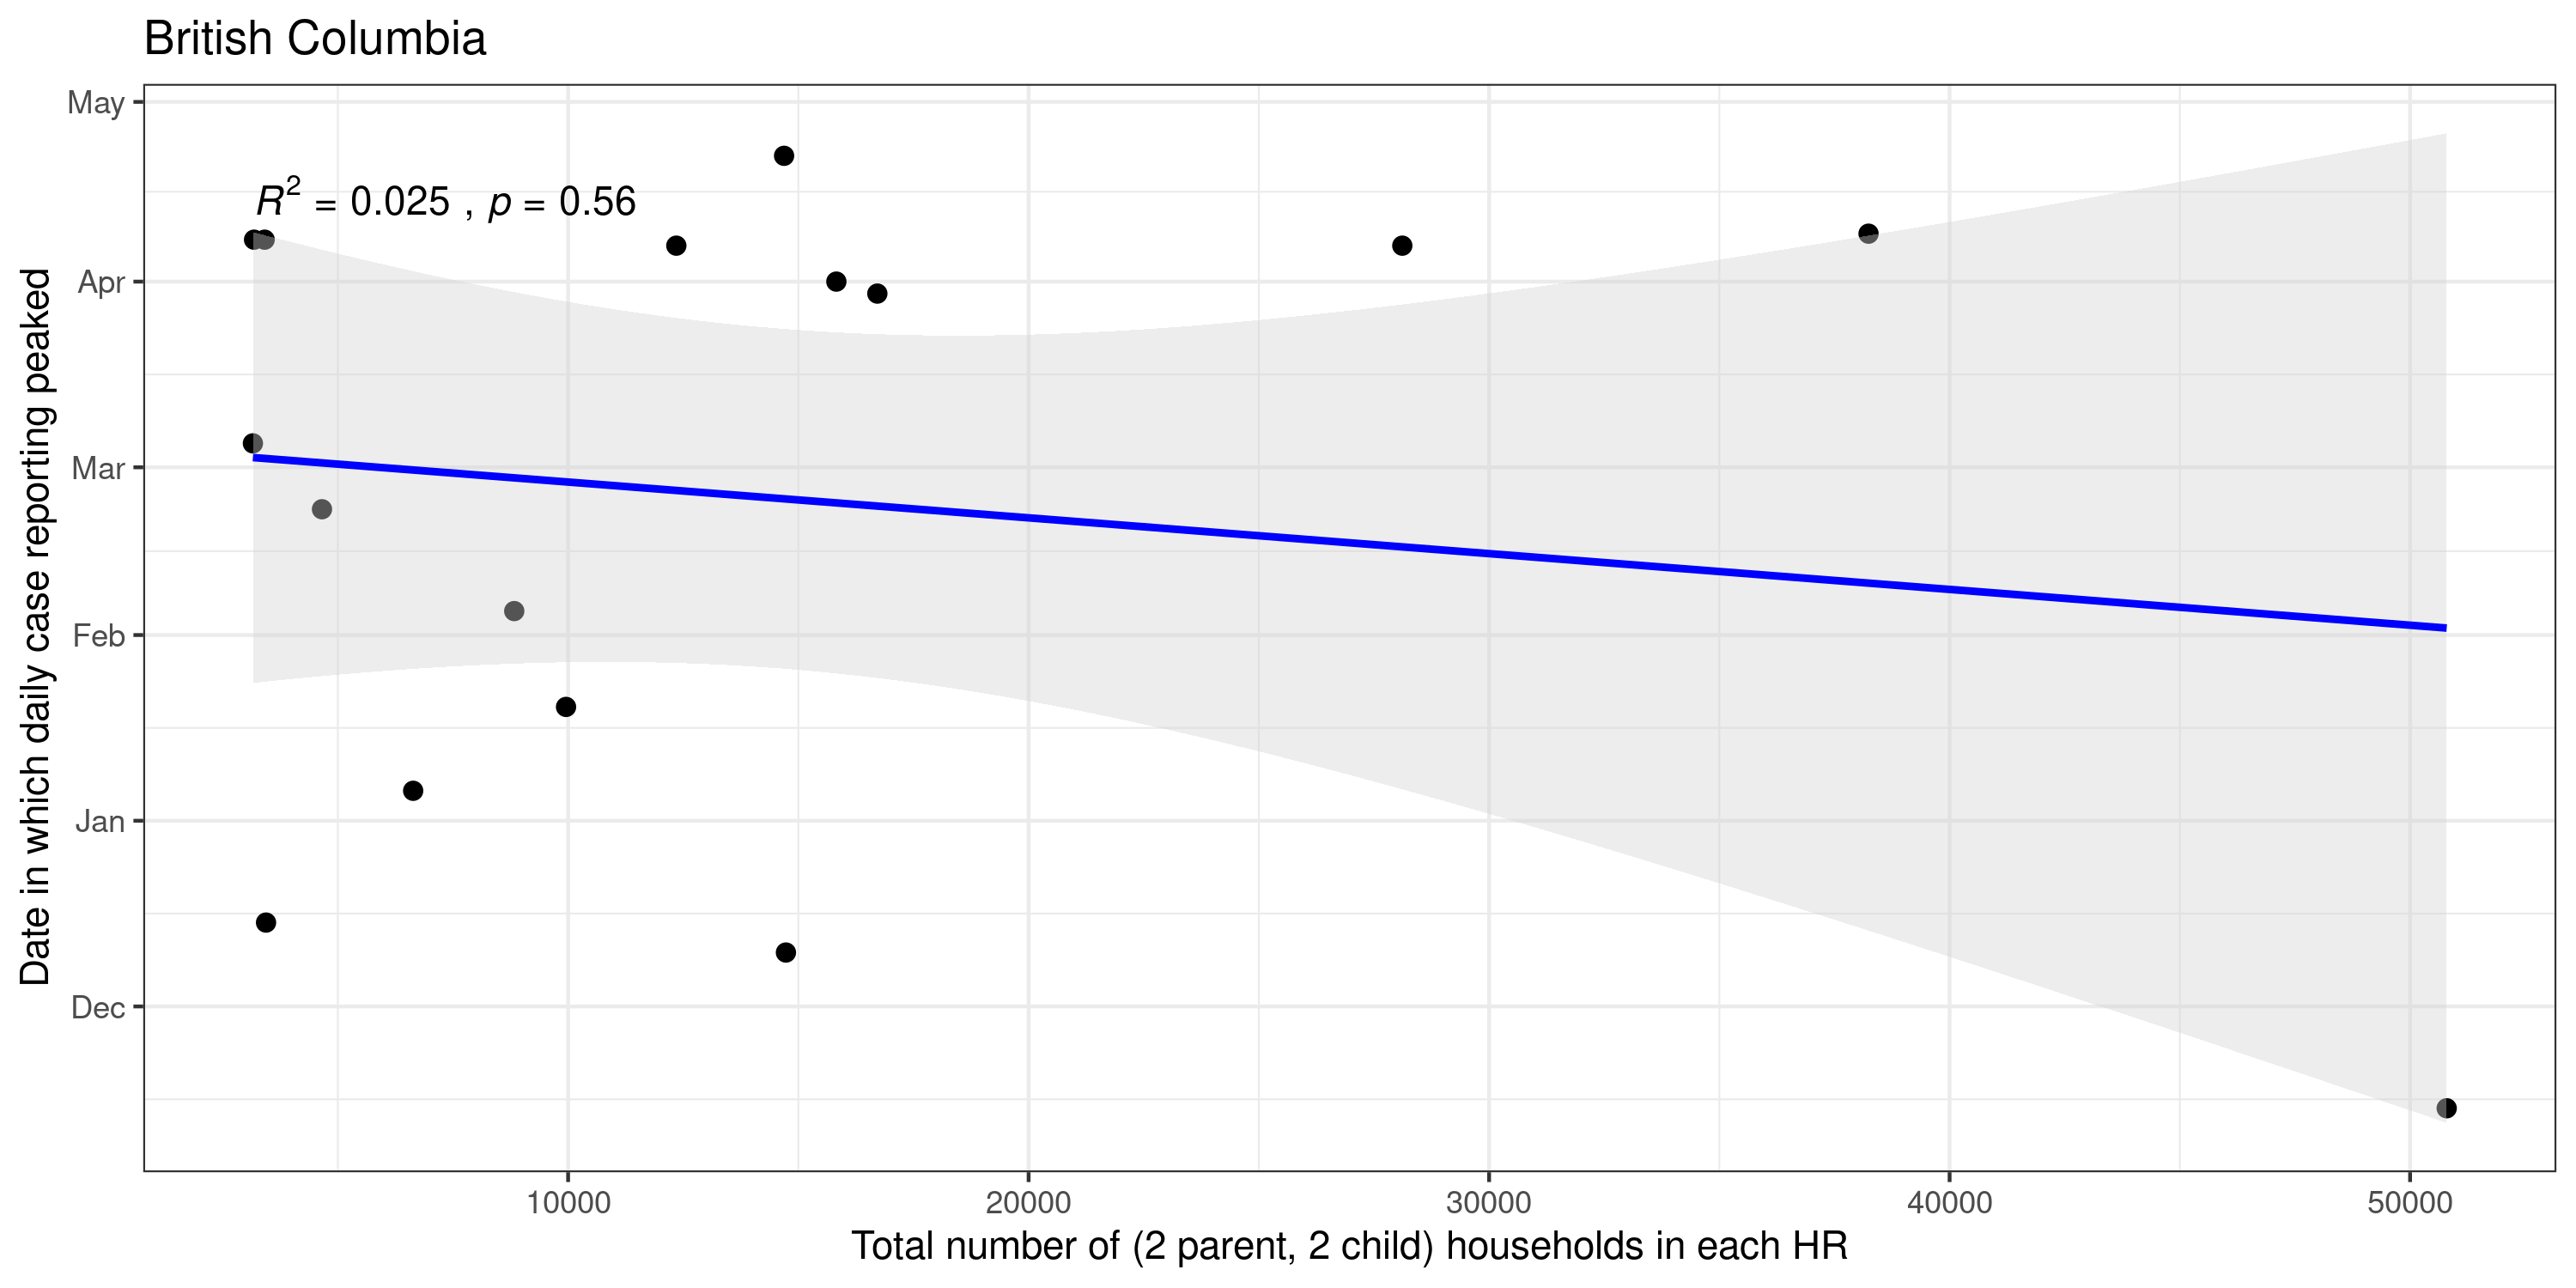 British Columbia
R² = 0.025 , p = 0.56
Date in which daily case reporting peaked
May
Apr
Mar
Feb
Jan
Dec
10000 20000 30000 40000 50000
Total number of (2 parent, 2 child) households in each HR